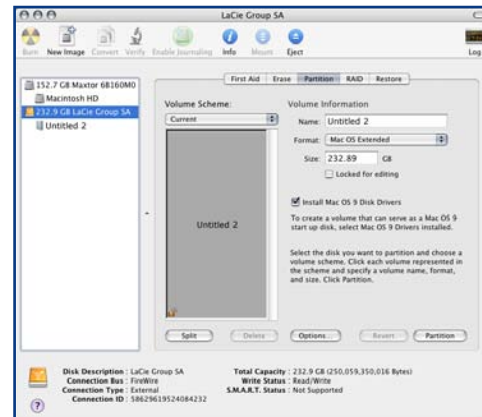 LaCie Group SA
Burn New Image Convert Verify Enable Journaling Info Mount Eject Log
152.7 GB Maxtor 6B160M0
Macintosh HD
232.9 GB LaCie Group SA
Untitled 2
First Aid Erase Partition RAID Restore
Volume Scheme:
Current
Untitled 2
Volume Information
Name: Untitled 2
Format: Mac OS Extended
Size: 232.89 GB
Locked for editing
Install Mac OS 9 Disk Drivers
To create a volume that can serve as a Mac OS 9
start up disk, select Mac OS 9 Drivers installed.
Select the disk you want to partition and choose a
volume scheme. Click each volume represented in
the scheme and specify a volume name, format,
and size. Click Partition.
Split Delete Options... Revert Partition
Disk Description : LaCie Group SA
Connection Bus : FireWire
Connection Type : External
Connection ID : 58629619524084232
Total Capacity : 232.9 GB (250,059,350,016 Bytes)
Write Status : Read/Write
S.M.A.R.T. Status : Not Supported
?